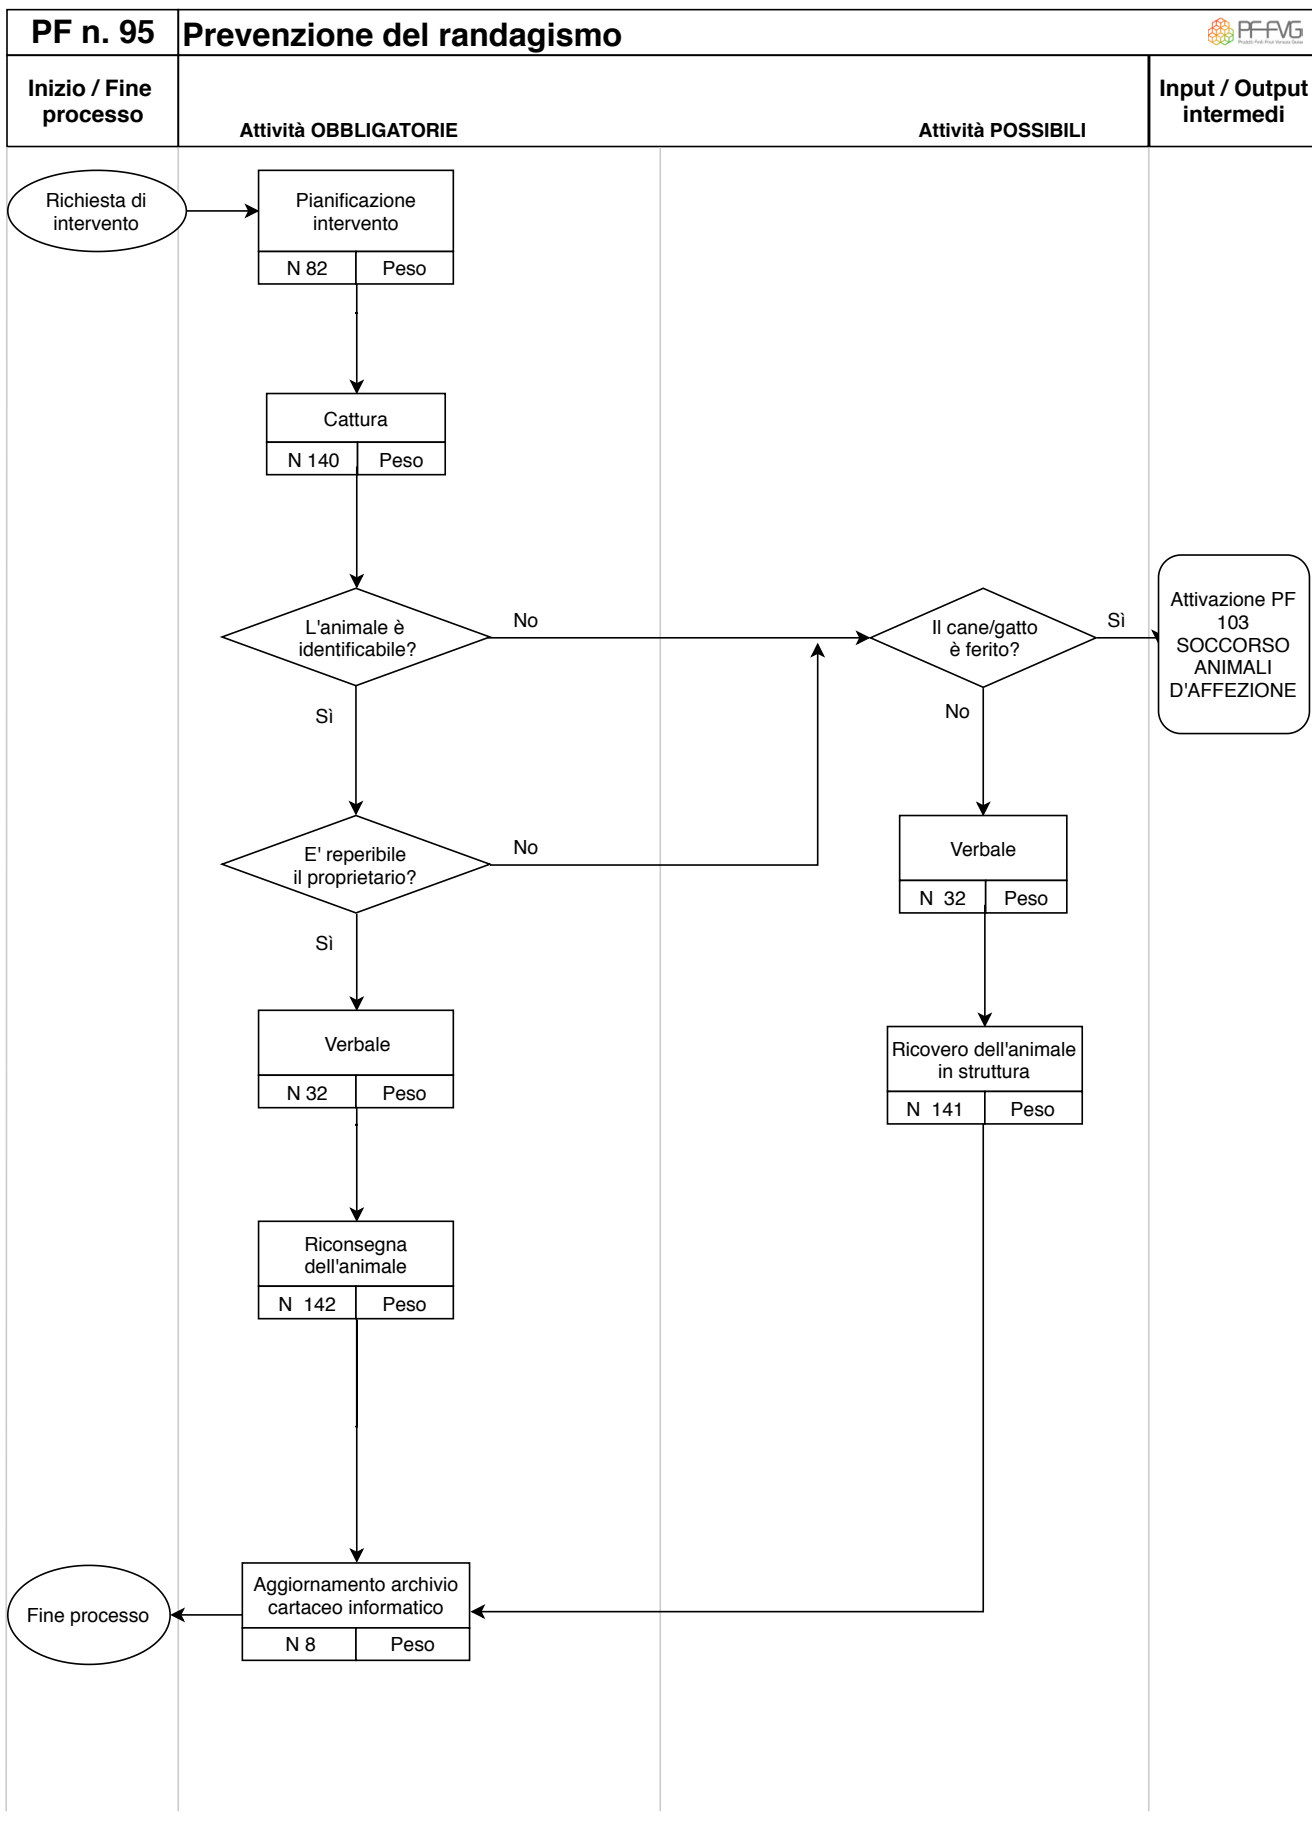 PF n. 95
Prevenzione del randagismo
PF-FVG
Inizio / Fine
processo
Attività OBBLIGATORIE
Attività POSSIBILI
Input / Output
intermedi
Richiesta di
intervento
Pianificazione
intervento
N 82
Peso
Cattura
N 140
Peso
L'animale è
identificabile?
No
Il cane/gatto
è ferito?
Sì
Attivazione PF
103
SOCCORSO
ANIMALI
D'AFFEZIONE
Sì
No
E' reperibile
il proprietario?
No
Verbale
N 32
Peso
Sì
Verbale
N 32
Peso
Ricovero dell'animale
in struttura
N 141
Peso
Riconsegna
dell'animale
N 142
Peso
Aggiornamento archivio
cartaceo informatico
N 8
Peso
Fine processo